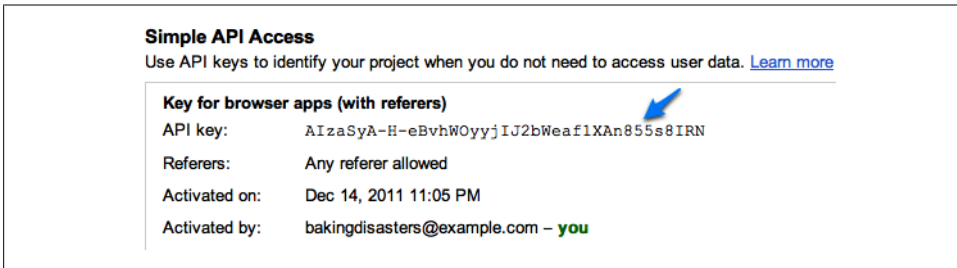 Simple API Access
Use API keys to identify your project when you do not need to access user data. Learn more
Key for browser apps (with referers)
API key: AIzaSyA-H-eBvhWOyyjIJ2bWeaf1XAn855s8IRN
Referers: Any referer allowed
Activated on: Dec 14, 2011 11:05 PM
Activated by: bakingdisasters@example.com – you